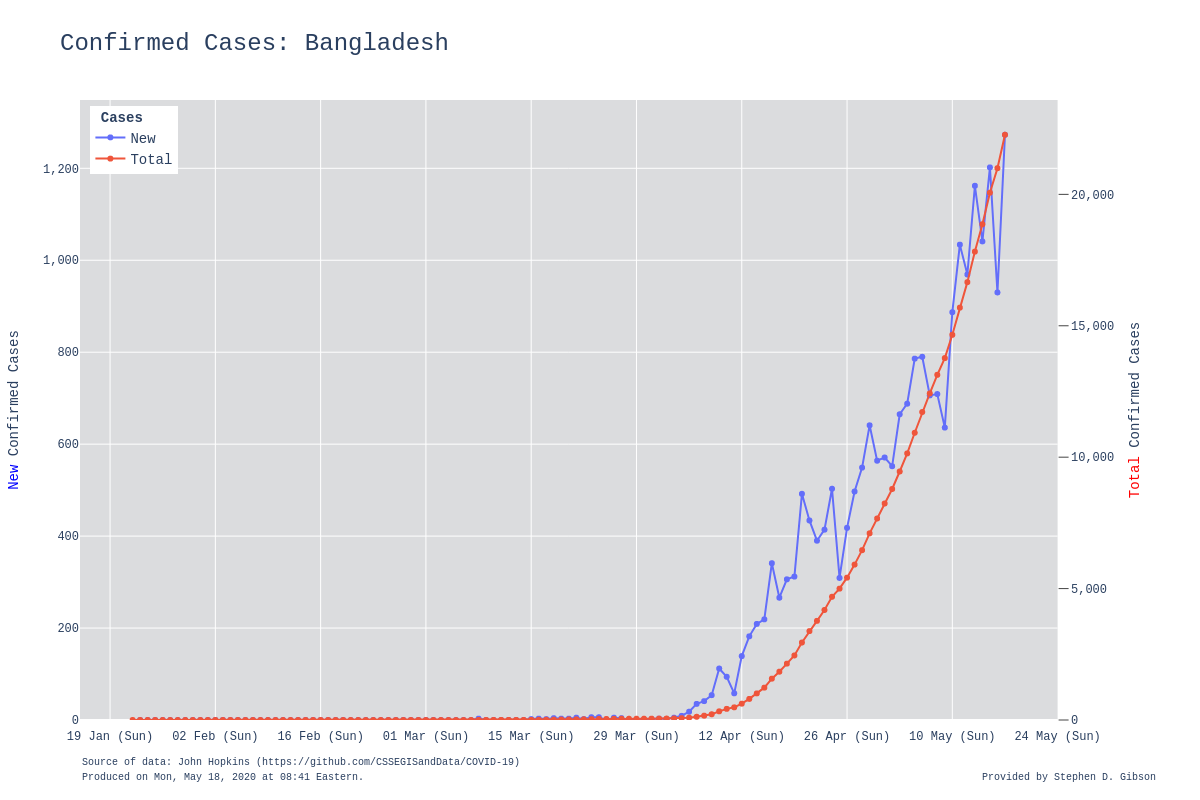 Confirmed Cases: Bangladesh
Cases
New
Total
1,200
1,000
800
600
400
200
0
20,000
15,000
10,000
5,000
0
New Confirmed Cases
Total Confirmed Cases
19 Jan (Sun) 02 Feb (Sun) 16 Feb (Sun) 01 Mar (Sun) 15 Mar (Sun) 29 Mar (Sun) 12 Apr (Sun) 26 Apr (Sun) 10 May (Sun) 24 May (Sun)
Source of data: John Hopkins (https://github.com/CSSEGISandData/COVID-19)
Produced on Mon, May 18, 2020 at 08:41 Eastern.
Provided by Stephen D. Gibson